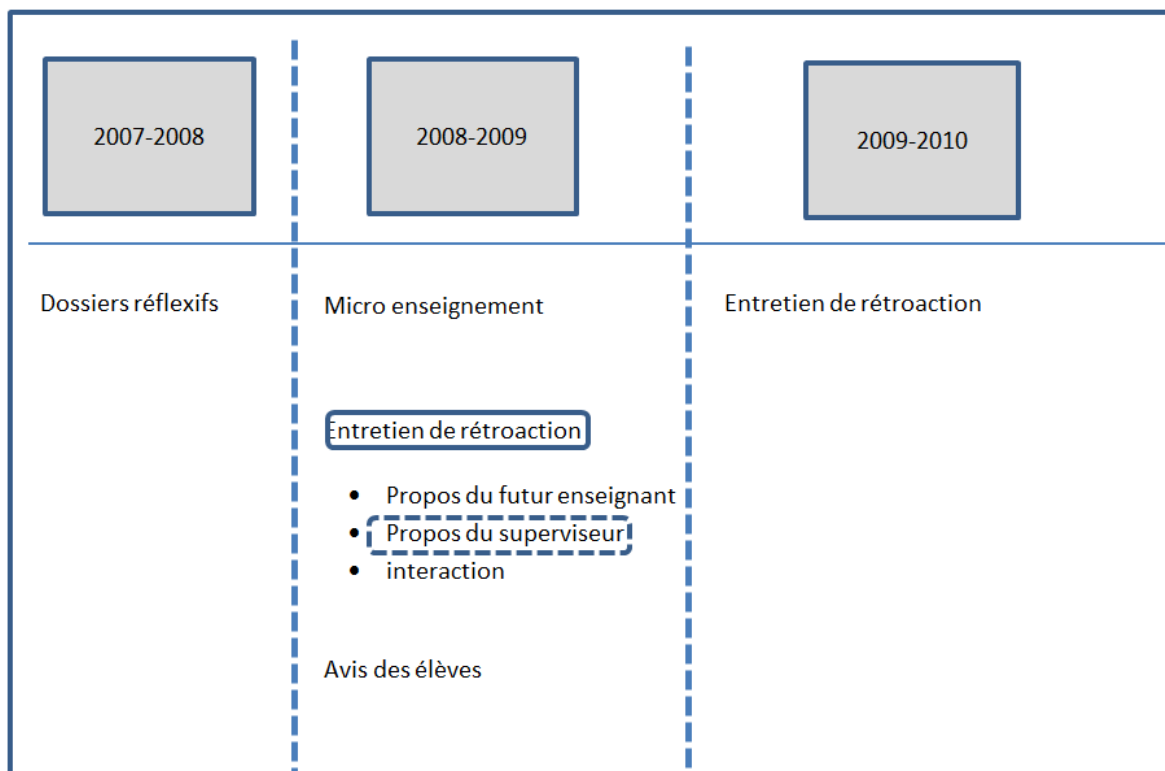 2007-2008
2008-2009
2009-2010
Dossiers réflexifs
Micro enseignement
Entretien de rétroaction
Entretien de rétroaction
• Propos du futur enseignant
• Propos du superviseur
• interaction
Avis des élèves